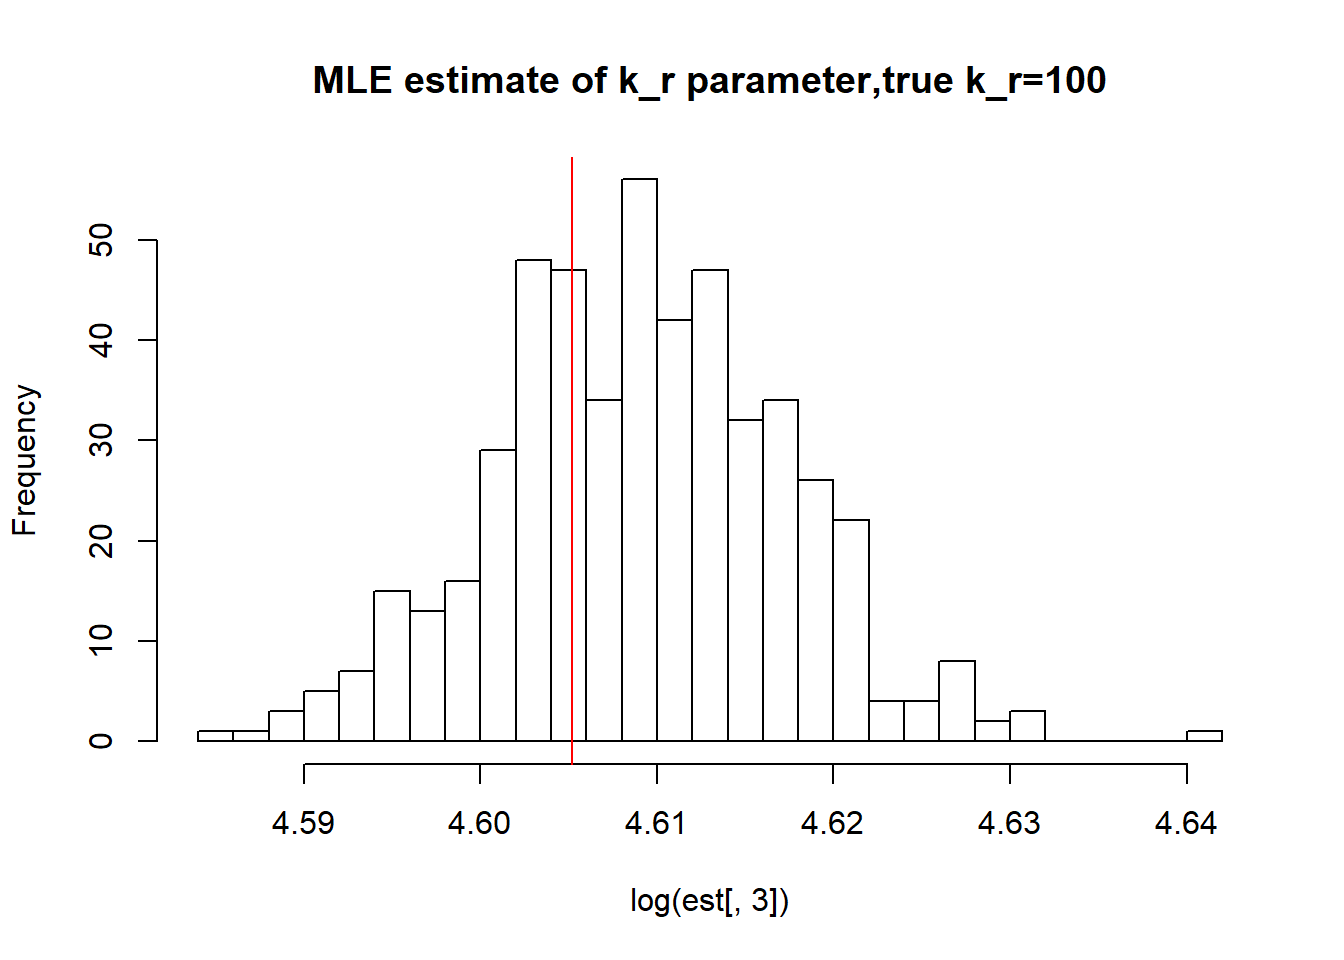 MLE estimate of k_r parameter,true k_r=100
Frequency
50
40
30
20
10
0
4.59 4.60 4.61 4.62 4.63 4.64
log(est[, 3])